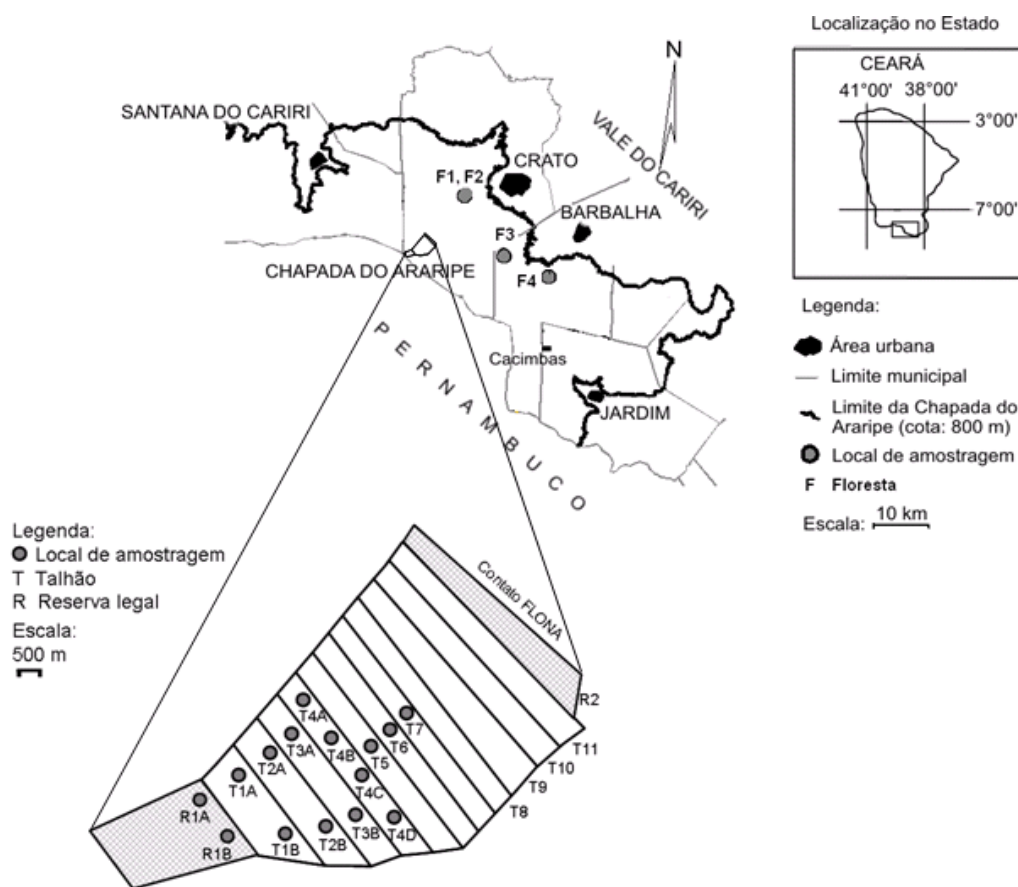 Localização no Estado
CEARÁ
41°00' 38°00'
3°00'
7°00'
N
SANTANA DO CARIRI
VALE DO CARIRI
CRATO
F1, F2
BARBALHA
F3
CHAPADA DO ARARIPE
F4
Cacimbas
JARDIM
PERNAMBUCO
Legenda:
Área urbana
Limite municipal
Limite da Chapada do
Araripe (cota: 800 m)
Local de amostragem
F Floresta
Escala: 10 km
Legenda:
Local de amostragem
T Talhão
R Reserva legal
Escala:
500 m
Contato FLONA
R2
T4A
T7
T3A
T4B
T6
T5
T11
T2A
T10
T1A
T4C
T9
T8
R1A
T3B
T4D
R1B
T1B
T2B